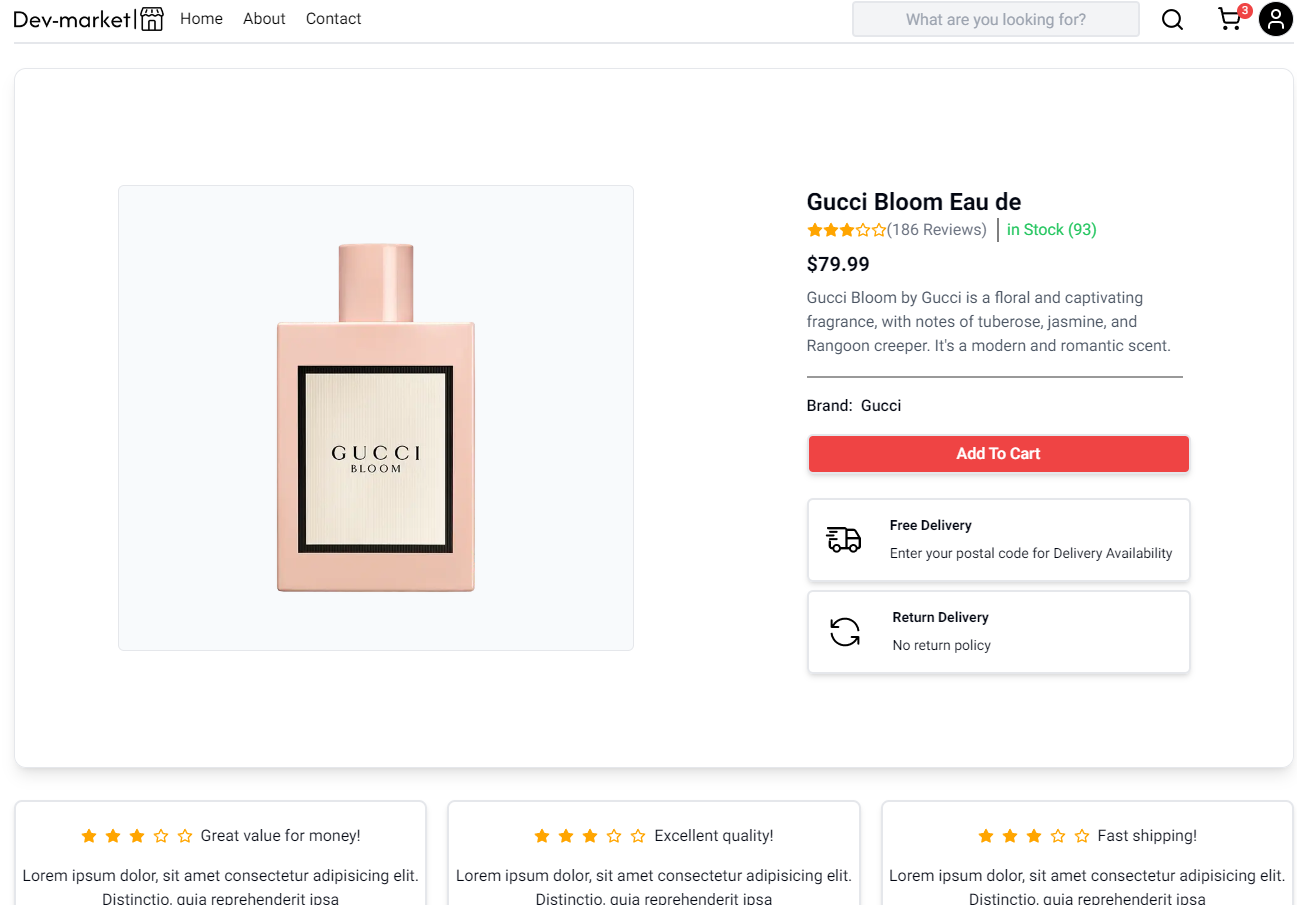 Dev-market Home About Contact What are you looking for? 3
GUCCI
BLOOM
Gucci Bloom Eau de
(186 Reviews) in Stock (93)
$79.99
Gucci Bloom by Gucci is a floral and captivating
fragrance, with notes of tuberose, jasmine, and
Rangoon creeper. It's a modern and romantic scent.
Brand: Gucci
Add To Cart
Free Delivery
Enter your postal code for Delivery Availability
Return Delivery
No return policy
Great value for money!
Lorem ipsum dolor, sit amet consectetur adipisicing elit.
Distinctio, quia reprehenderit ipsa
Excellent quality!
Lorem ipsum dolor, sit amet consectetur adipisicing elit.
Distinctio, quia reprehenderit ipsa
Fast shipping!
Lorem ipsum dolor, sit amet consectetur adipisicing elit.
Distinctio, quia reprehenderit ipsa